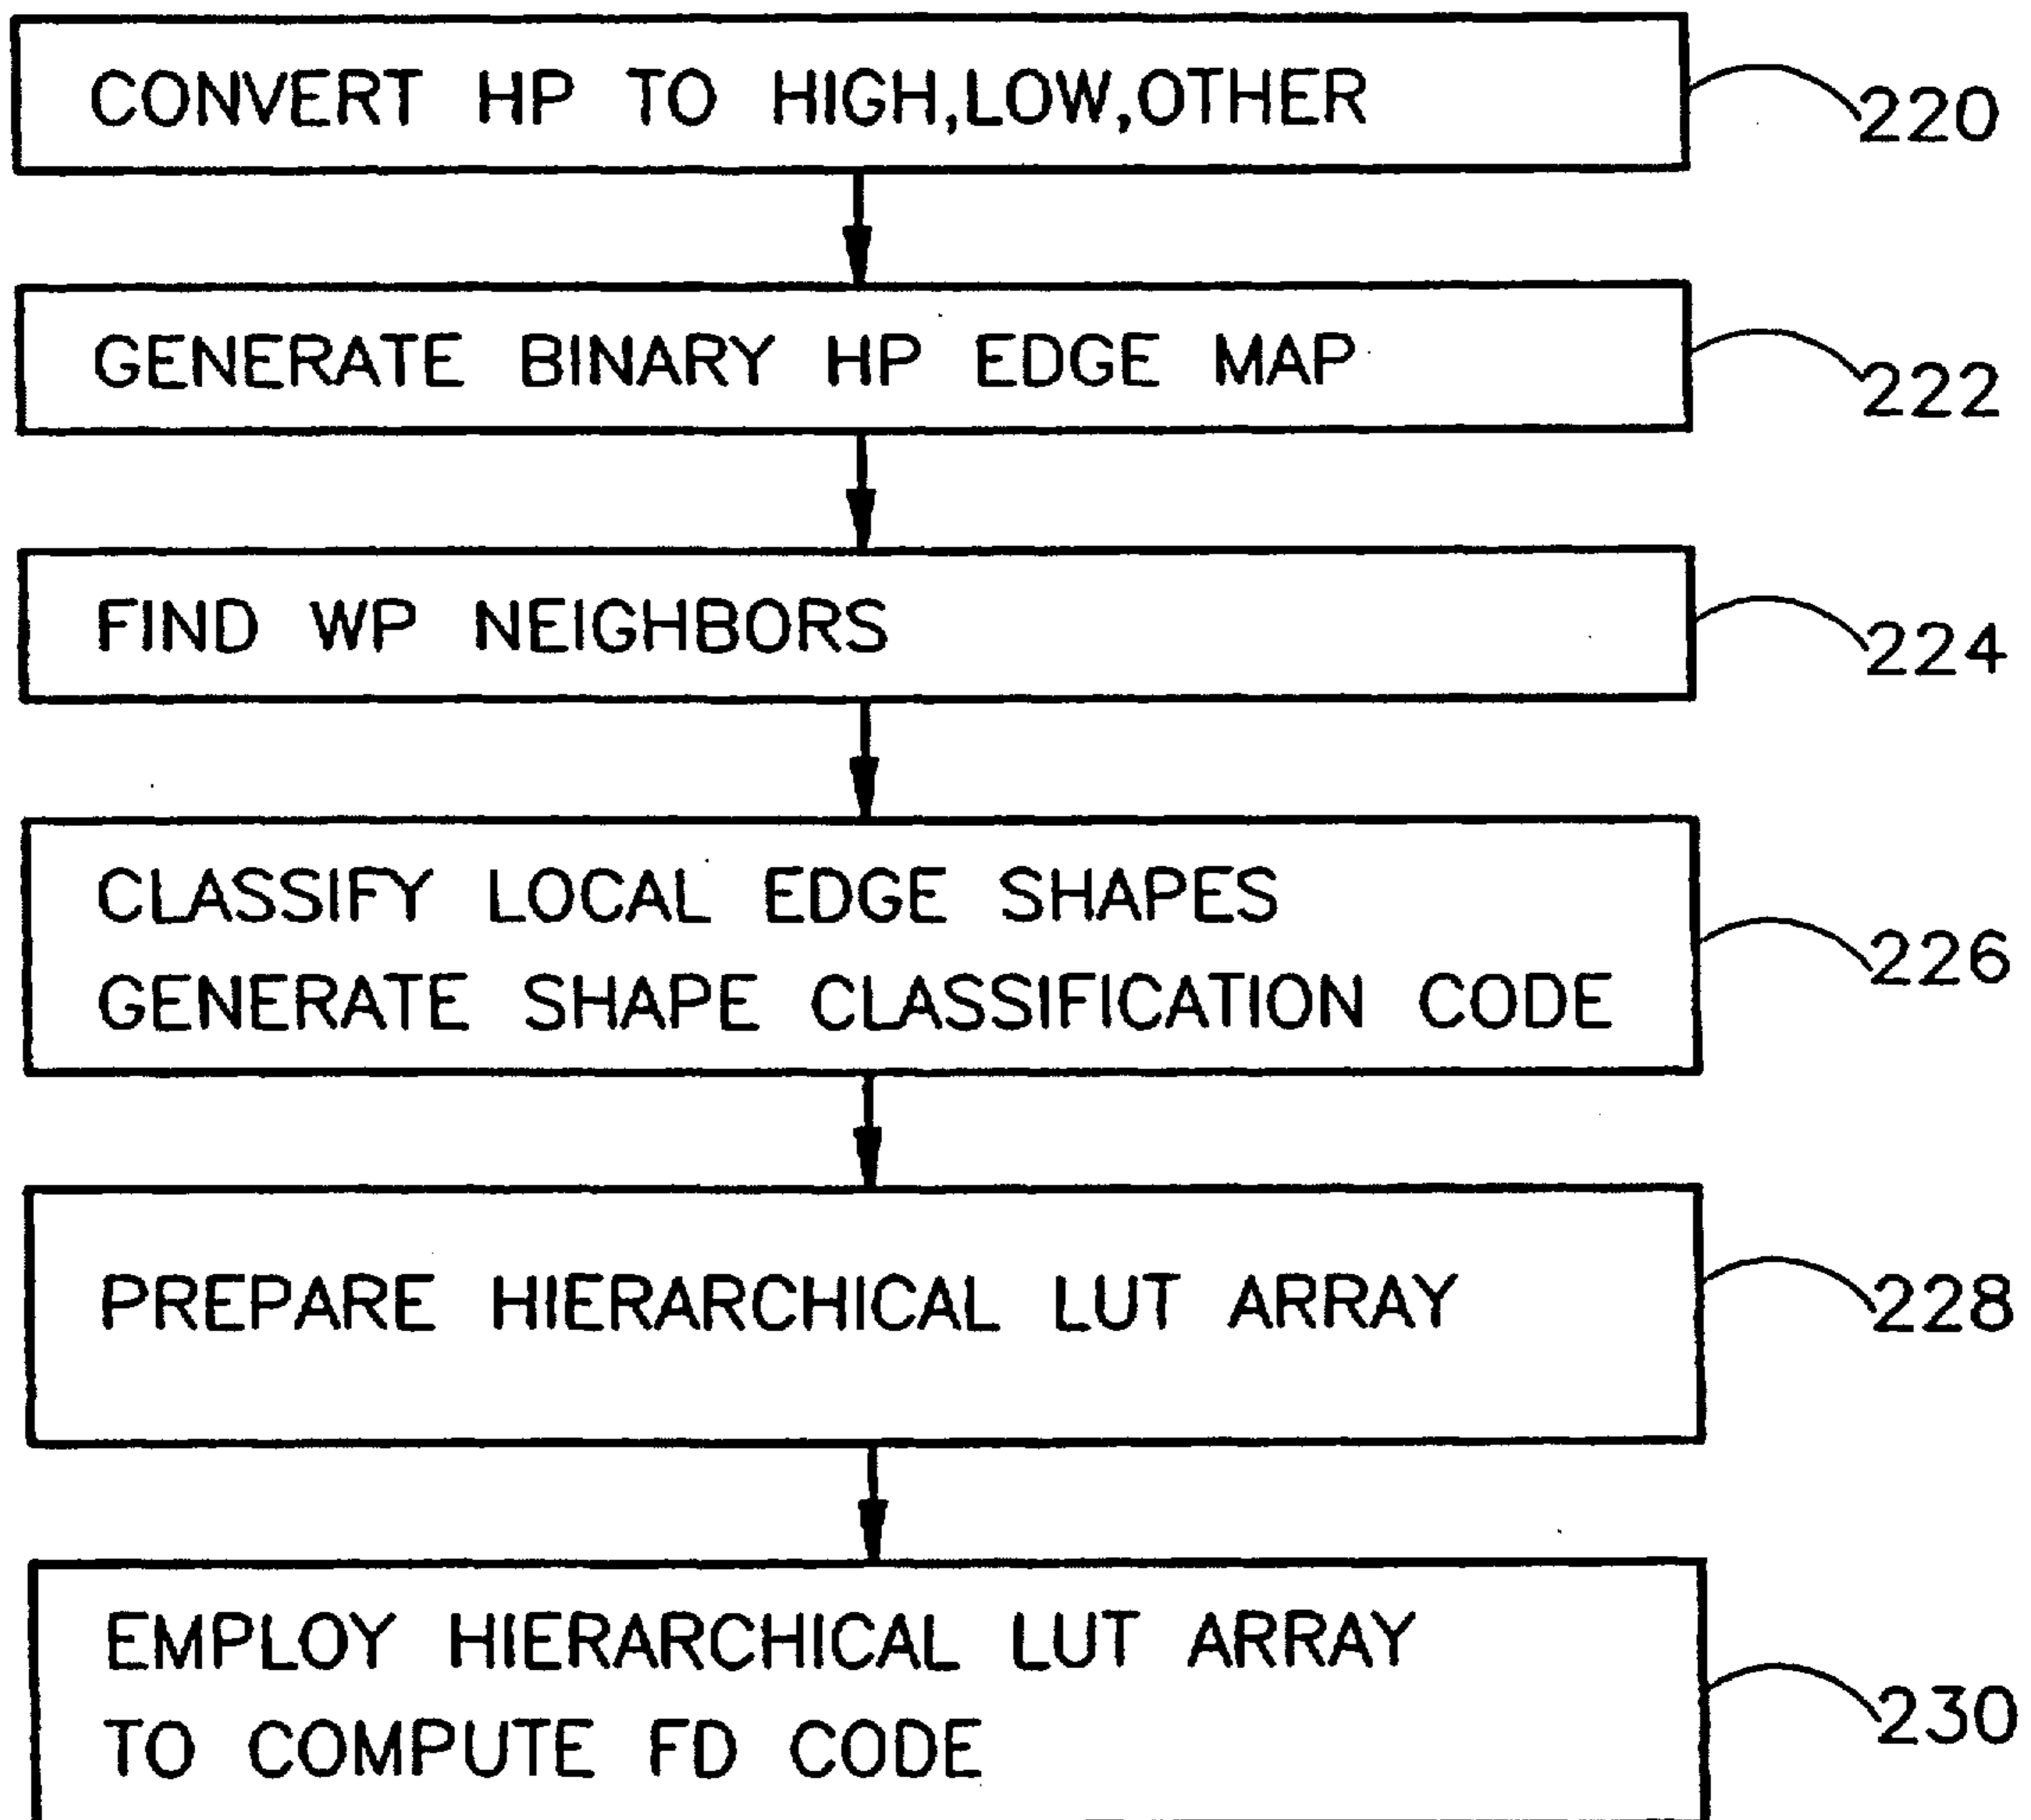 CONVERT HP TO HIGH,LOW,OTHER
220
GENERATE BINARY HP EDGE MAP
222
FIND WP NEIGHBORS
224
CLASSIFY LOCAL EDGE SHAPES
GENERATE SHAPE CLASSIFICATION CODE
226
PREPARE HIERARCHICAL LUT ARRAY
228
EMPLOY HIERARCHICAL LUT ARRAY
TO COMPUTE FD CODE
230